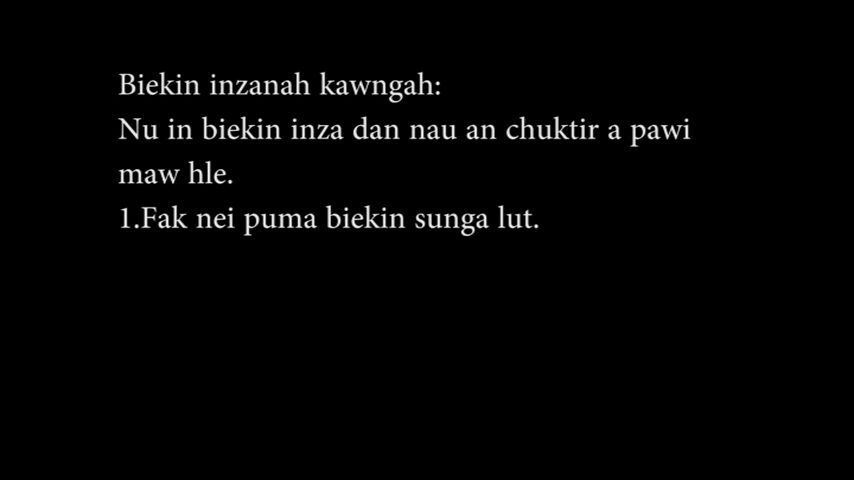 Biekin inzanah kawngah:
Nu in biekin inza dan nau an chuktir a pawi
maw hle.
1.Fak nei puma biekin sunga lut.